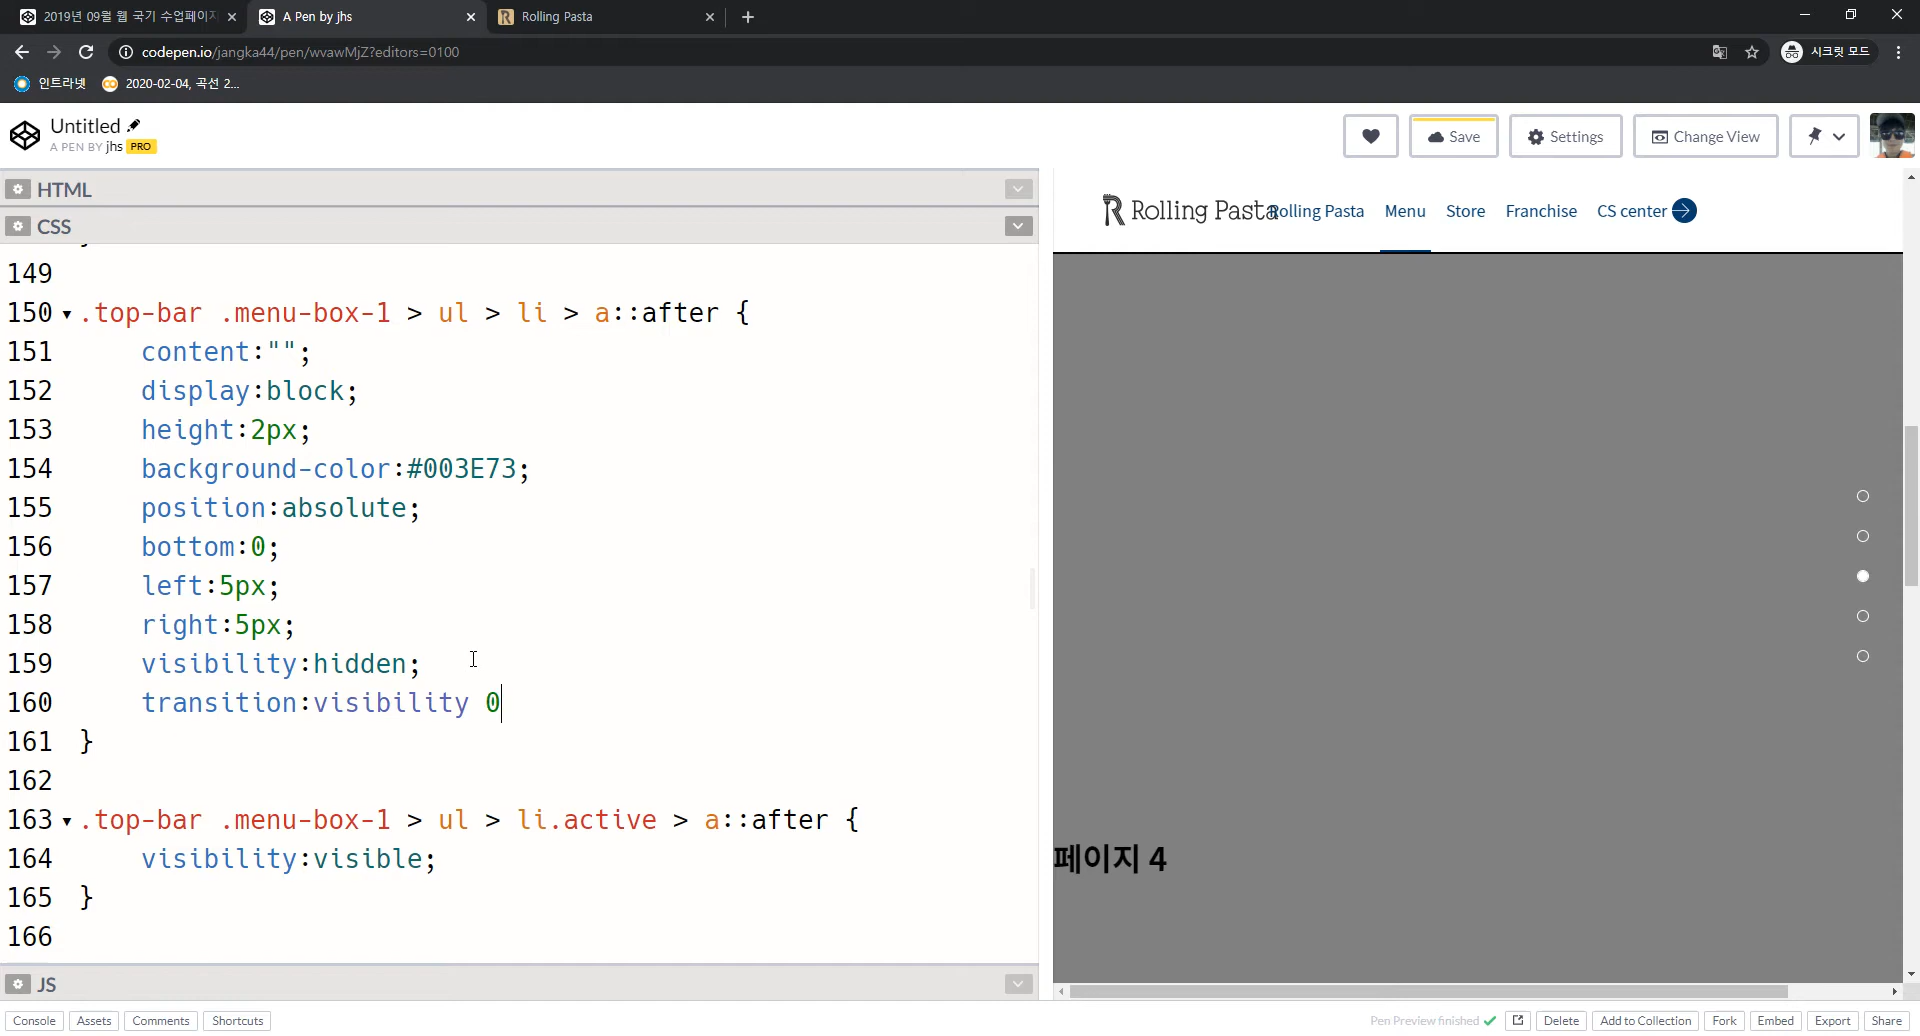 2019년 09월 웹 국기 수업페이지
A Pen by jhs
Rolling Pasta
codepen.io/jangka44/pen/wvawMjZ?editors=0100
시크릿 모드
인트라넷
2020-02-04, 곡선 2...
Untitled
A PEN BY jhs PRO
Save
Settings
Change View
HTML
CSS
149
150 .top-bar .menu-box-1 > ul > li > a::after {
151 content:"";
152 display:block;
153 height:2px;
154 background-color:#003E73;
155 position:absolute;
156 bottom:0;
157 left:5px;
158 right:5px;
159 visibility:hidden;
160 transition:visibility 0
161 }
162
163 .top-bar .menu-box-1 > ul > li.active > a::after {
164 visibility:visible;
165 }
166
JS
Rolling Pasta
Rolling Pasta Menu Store Franchise CS center
페이지 4
Console Assets Comments Shortcuts
Pen Preview finished
Delete Add to Collection Fork Embed Export Share